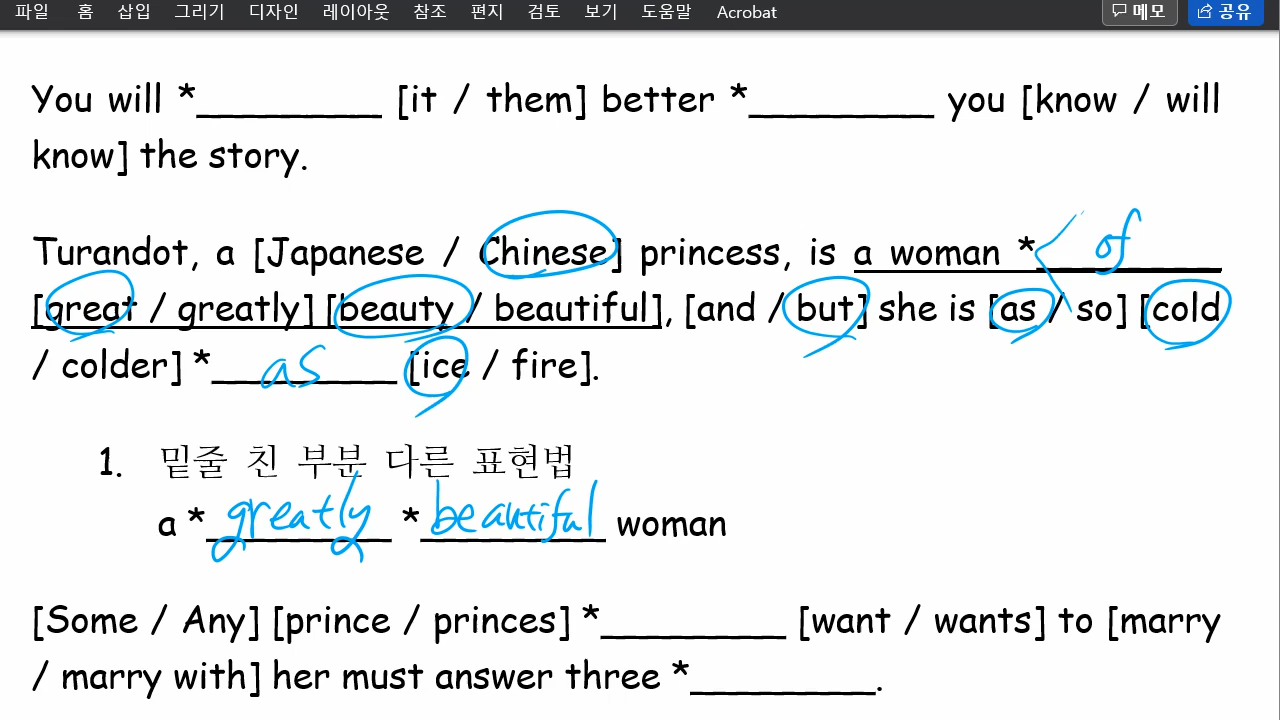 파일 홈 삽입 그리기 디자인 레이아웃 참조 편지 검토 보기 도움말 Acrobat 메모 공유
You will *________ [it / them] better *________ you [know / will
know] the story.
Turandot, a [Japanese / Chinese] princess, is a woman * of
[great / greatly] [beauty / beautiful], [and / but] she is [as / so] [cold
/ colder] * as [ice / fire].
1. 밑줄 친 부분 다른 표현법
a * greatly * beautiful woman
[Some / Any] [prince / princes] *________ [want / wants] to [marry
/ marry with] her must answer three *________.